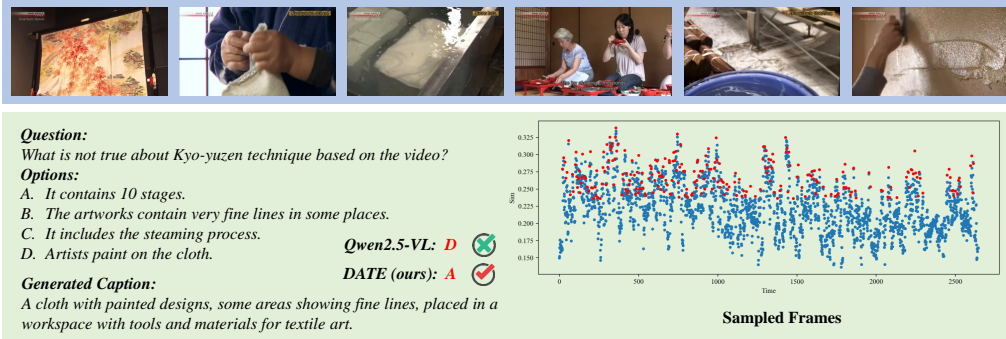 Question:
What is not true about Kyo-yuzen technique based on the video?
Options:
A. It contains 10 stages.
B. The artworks contain very fine lines in some places.
C. It includes the steaming process.
D. Artists paint on the cloth.
Qwen2.5-VL: D
DATE (ours): A
Generated Caption:
A cloth with painted designs, some areas showing fine lines, placed in a
workspace with tools and materials for textile art.
0.325
0.300
0.275
0.250
0.225
0.200
0.175
0.150
Sim
0 500 1000 1500 2000 2500
Time
Sampled Frames